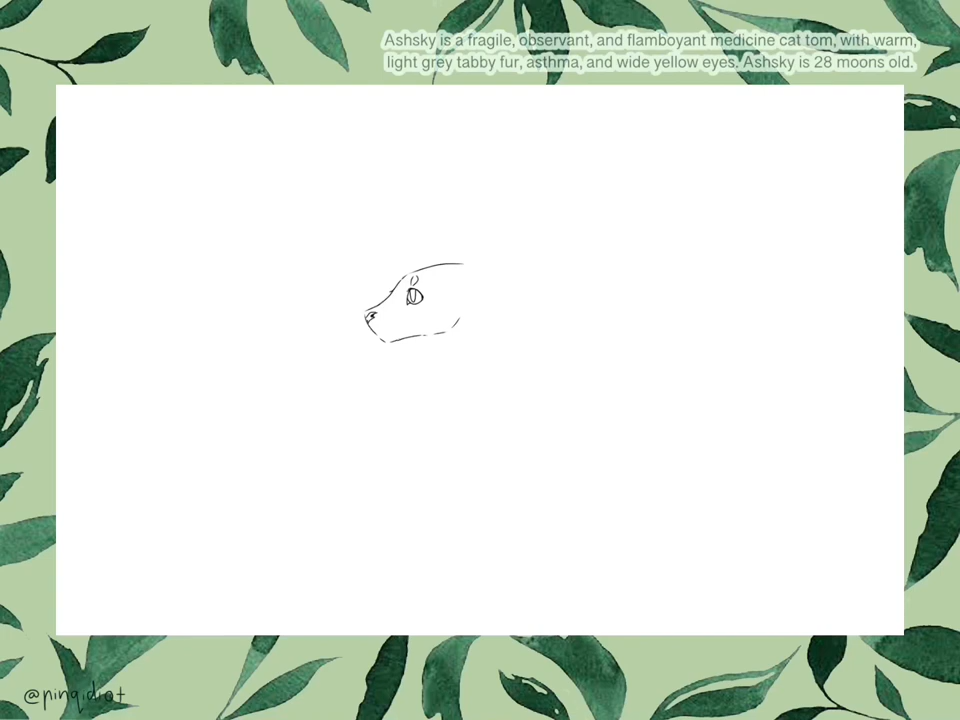 Ashsky is a fragile, observant, and flamboyant medicine cat tom, with warm,
light grey tabby fur, asthma, and wide yellow eyes. Ashsky is 28 moons old.
@pinqidiot